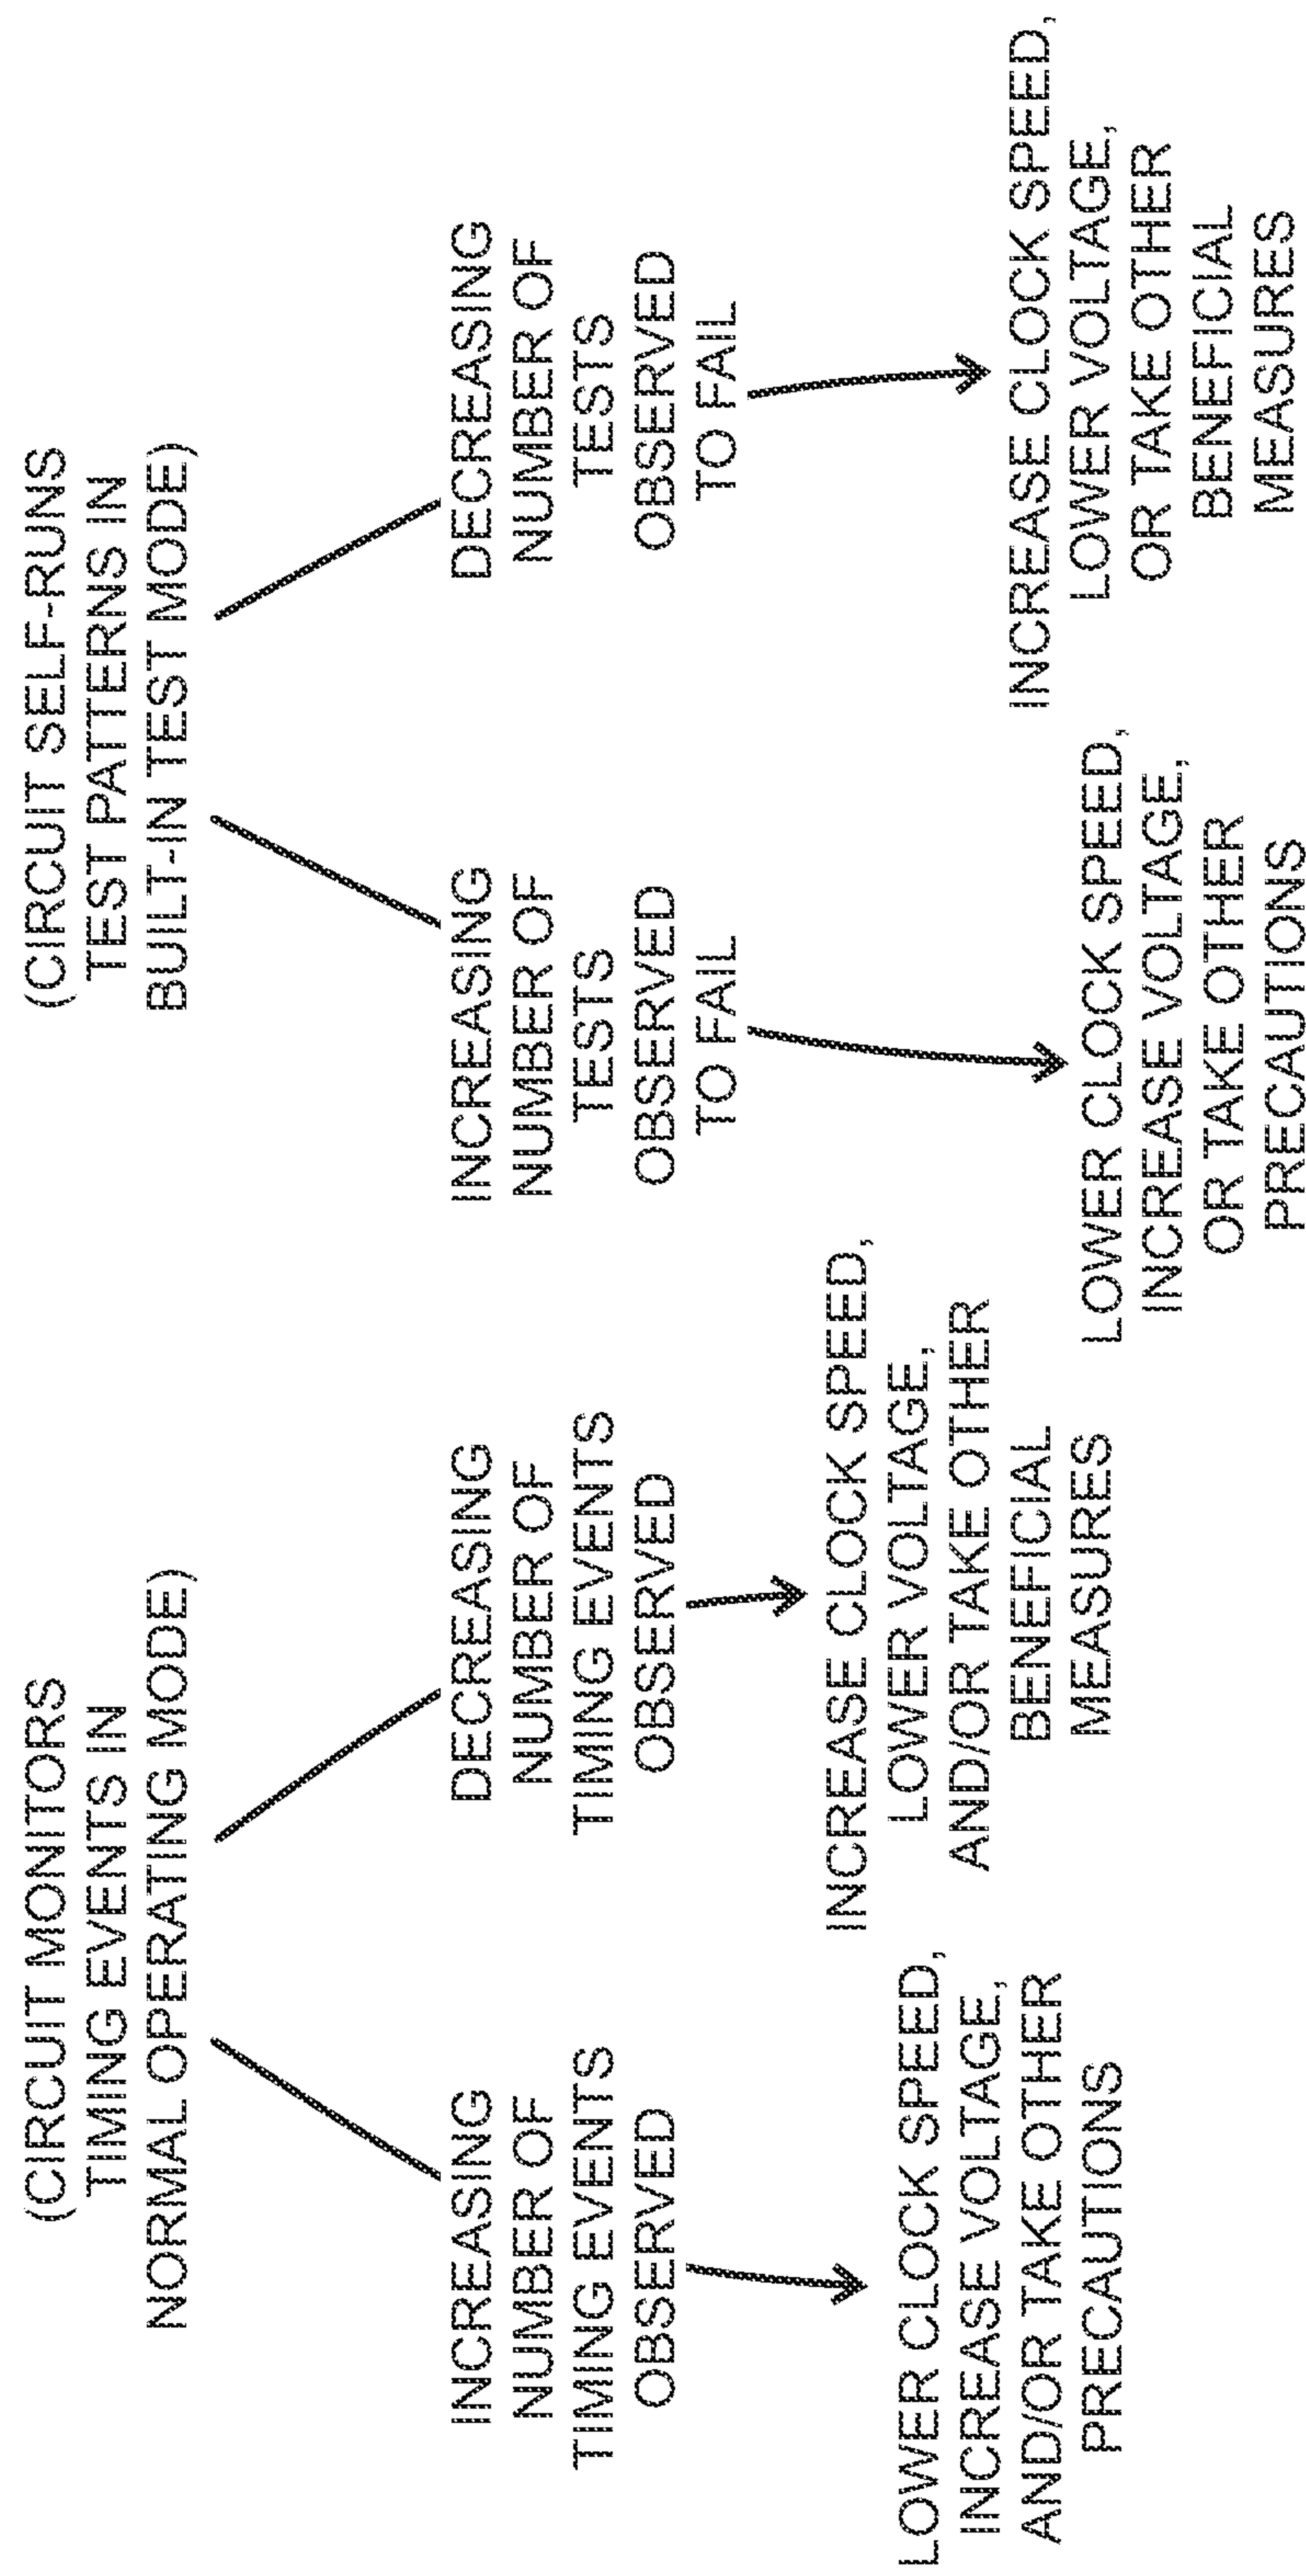 (CIRCUIT MONITORS
TIMING EVENTS IN
NORMAL OPERATING MODE)
INCREASING
NUMBER OF
TIMING EVENTS
OBSERVED
LOWER CLOCK SPEED,
INCREASE VOLTAGE,
AND/OR TAKE OTHER
PRECAUTIONS
DECREASING
NUMBER OF
TIMING EVENTS
OBSERVED
INCREASE CLOCK SPEED,
LOWER VOLTAGE,
AND/OR TAKE OTHER
BENEFICIAL
MEASURES
(CIRCUIT SELF-RUNS
TEST PATTERNS IN
BUILT-IN TEST MODE)
INCREASING
NUMBER OF
TESTS
OBSERVED
TO FAIL
LOWER CLOCK SPEED,
INCREASE VOLTAGE,
OR TAKE OTHER
PRECAUTIONS
DECREASING
NUMBER OF
TESTS
OBSERVED
TO FAIL
INCREASE CLOCK SPEED,
LOWER VOLTAGE,
OR TAKE OTHER
BENEFICIAL
MEASURES